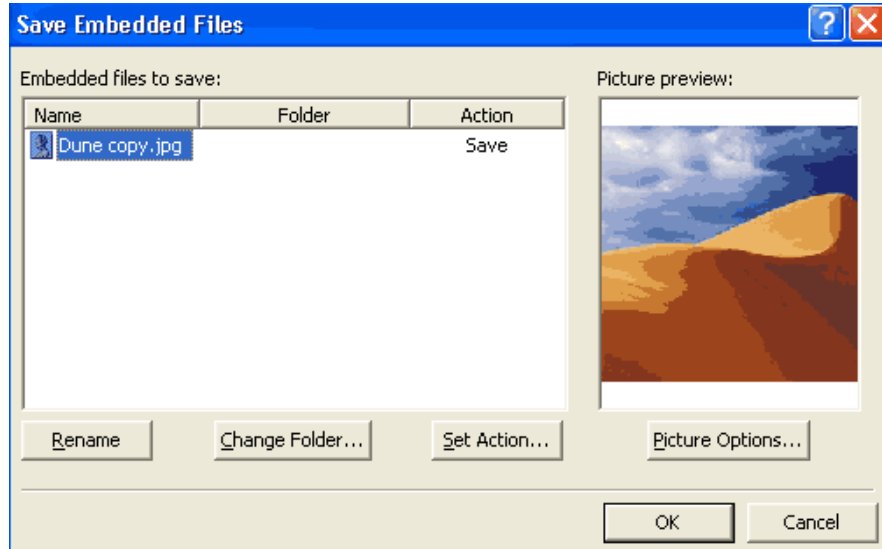 Save Embedded Files
Embedded files to save:
Picture preview:
Name Folder Action
Dune copy.jpg Save
Rename Change Folder... Set Action... Picture Options...
OK Cancel